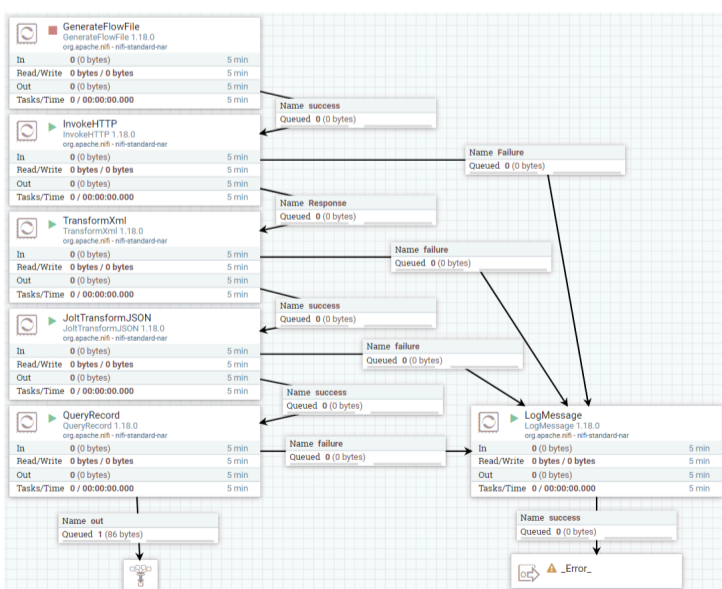 GenerateFlowFile
GenerateFlowFile 1.18.0
org.apache.nifi - nifi-standard-nar
In 0 (0 bytes) 5 min
Read/Write 0 bytes / 0 bytes 5 min
Out 0 (0 bytes) 5 min
Tasks/Time 0 / 00:00:00.000 5 min
Name success
Queued 0 (0 bytes)
InvokeHTTP
InvokeHTTP 1.18.0
org.apache.nifi - nifi-standard-nar
In 0 (0 bytes) 5 min
Read/Write 0 bytes / 0 bytes 5 min
Out 0 (0 bytes) 5 min
Tasks/Time 0 / 00:00:00.000 5 min
Name Failure
Queued 0 (0 bytes)
Name Response
Queued 0 (0 bytes)
TransformXml
TransformXml 1.18.0
org.apache.nifi - nifi-standard-nar
In 0 (0 bytes) 5 min
Read/Write 0 bytes / 0 bytes 5 min
Out 0 (0 bytes) 5 min
Tasks/Time 0 / 00:00:00.000 5 min
Name failure
Queued 0 (0 bytes)
Name success
Queued 0 (0 bytes)
JoltTransformJSON
JoltTransformJSON 1.18.0
org.apache.nifi - nifi-standard-nar
In 0 (0 bytes) 5 min
Read/Write 0 bytes / 0 bytes 5 min
Out 0 (0 bytes) 5 min
Tasks/Time 0 / 00:00:00.000 5 min
Name failure
Queued 0 (0 bytes)
Name success
Queued 0 (0 bytes)
QueryRecord
QueryRecord 1.18.0
org.apache.nifi - nifi-standard-nar
In 0 (0 bytes) 5 min
Read/Write 0 bytes / 0 bytes 5 min
Out 0 (0 bytes) 5 min
Tasks/Time 0 / 00:00:00.000 5 min
Name failure
Queued 0 (0 bytes)
LogMessage
LogMessage 1.18.0
org.apache.nifi - nifi-standard-nar
In 0 (0 bytes) 5 min
Read/Write 0 bytes / 0 bytes 5 min
Out 0 (0 bytes) 5 min
Tasks/Time 0 / 00:00:00.000 5 min
Name out
Queued 1 (86 bytes)
Name success
Queued 0 (0 bytes)
_Error_